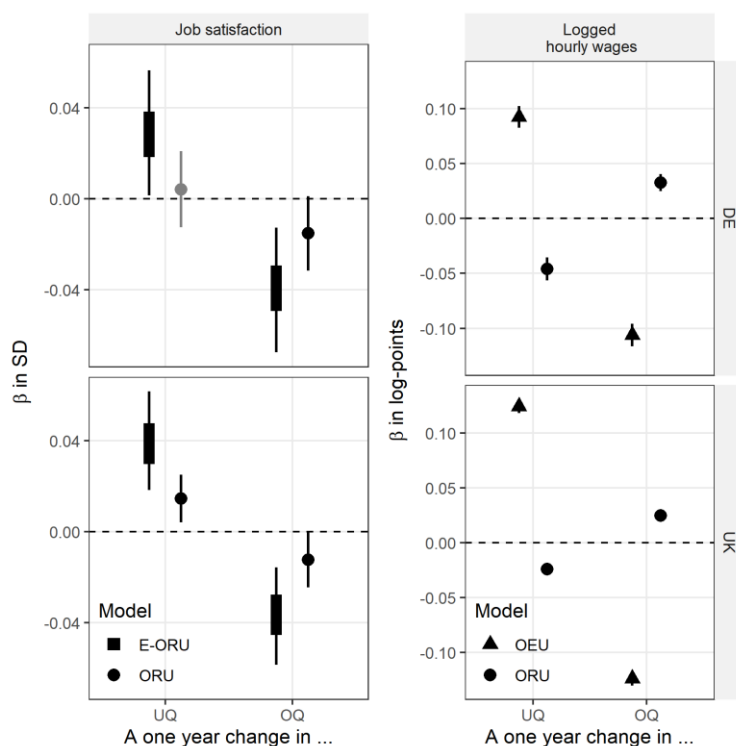 Job satisfaction
Logged
hourly wages
β in SD
0.04
0.00
-0.04
0.04
0.00
-0.04
Model
E-ORU
ORU
UQ
OQ
A one year change in ...
β in log-points
0.10
0.05
0.00
-0.05
-0.10
DE
0.10
0.05
0.00
-0.05
-0.10
UK
Model
OEU
ORU
UQ
OQ
A one year change in ...